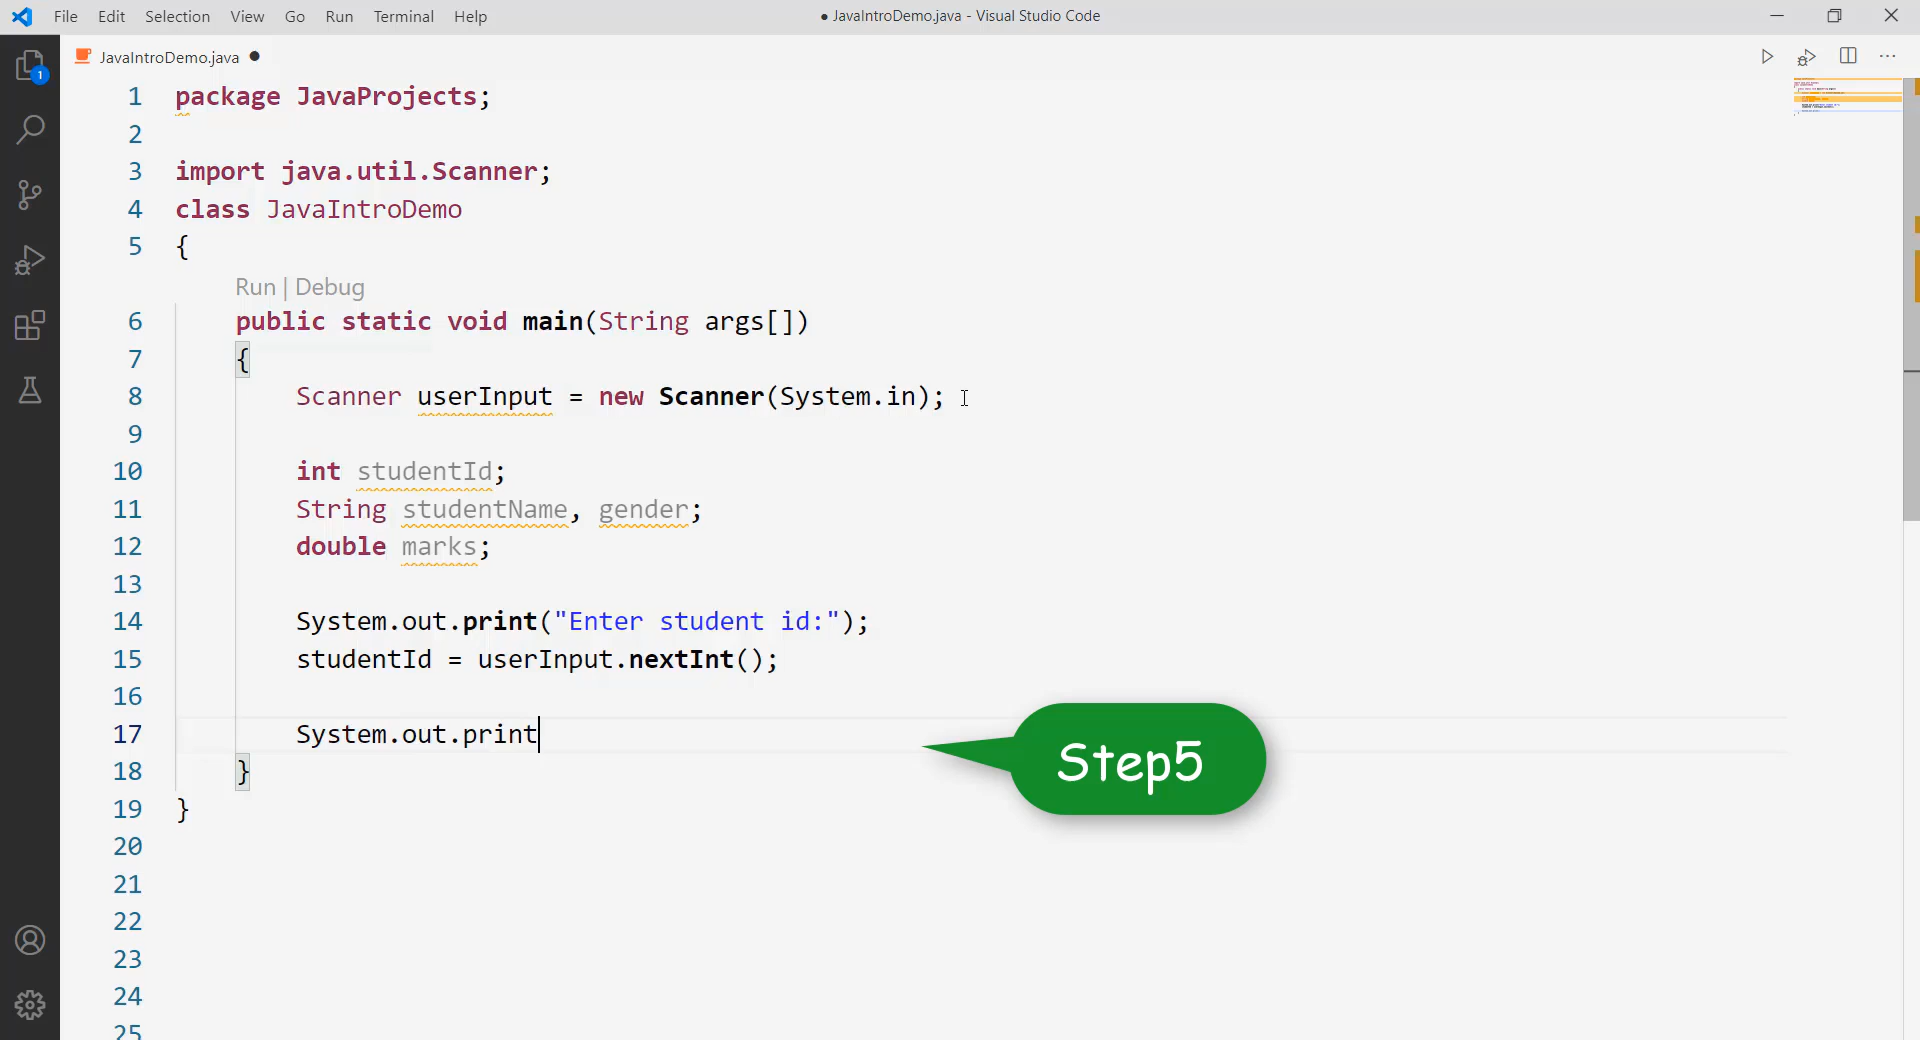 File Edit Selection View Go Run Terminal Help
● JavaIntroDemo.java - Visual Studio Code
1
JavaIntroDemo.java ●
1 package JavaProjects;
2
3 import java.util.Scanner;
4 class JavaIntroDemo
5 {
Run | Debug
6 public static void main(String args[])
7 {
8 Scanner userInput = new Scanner(System.in);
9
10 int studentId;
11 String studentName, gender;
12 double marks;
13
14 System.out.print("Enter student id:");
15 studentId = userInput.nextInt();
16
17 System.out.print
Step5
18 }
19 }
20
21
22
23
24
25